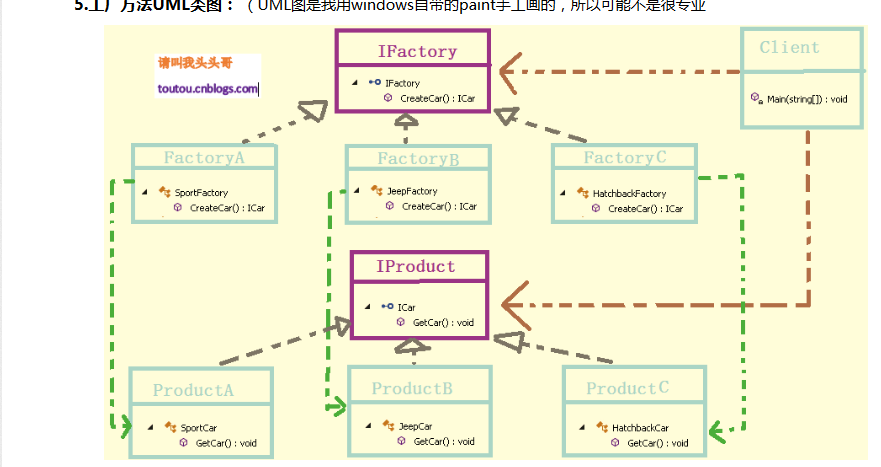 5.工厂方法UML类图：（UML图是我用windows自带的paint手工画的，所以可能不是很专业
请叫我头头哥
toutou.cnblogs.com
IFactory
IFactory
CreateCar() : ICar
Client
Main(string[]) : void
FactoryA
SportFactory
CreateCar() : ICar
FactoryB
JeepFactory
CreateCar() : ICar
FactoryC
HatchbackFactory
CreateCar() : ICar
IProduct
ICar
GetCar() : void
ProductA
SportCar
GetCar() : void
ProductB
JeepCar
GetCar() : void
ProductC
HatchbackCar
GetCar() : void